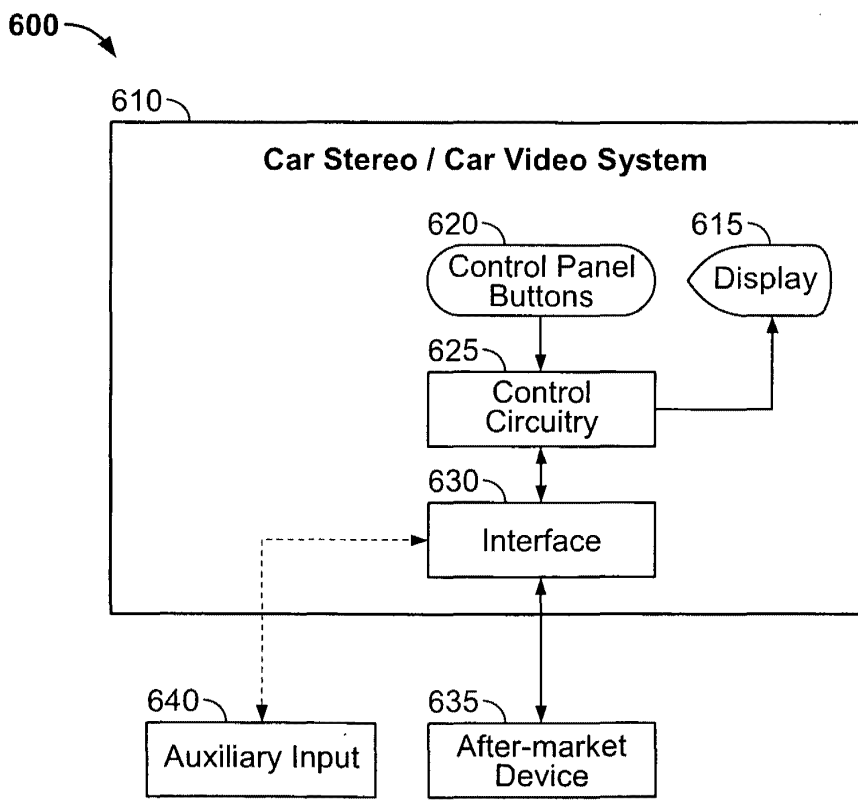 600
610
Car Stereo / Car Video System
620
615
Control Panel
Buttons
Display
625
Control
Circuitry
630
Interface
640
635
Auxiliary Input
After-market
Device